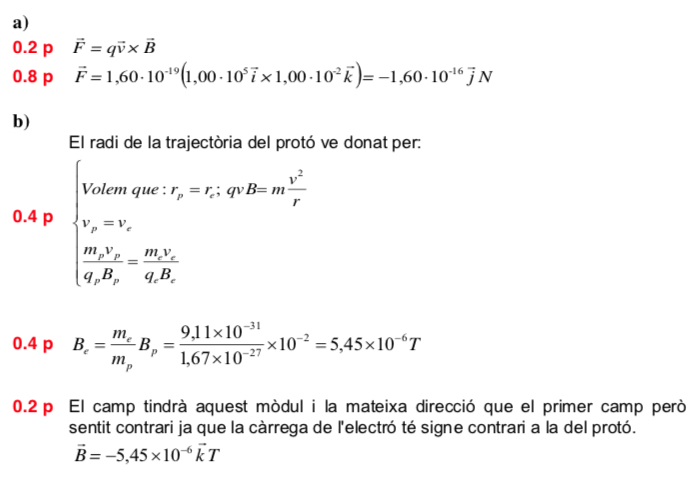 a)
0.2 p $\vec{F} = q\vec{v} \times \vec{B}$
0.8 p $\vec{F} = 1,60 \cdot 10^{-19} \left(1,00 \cdot 10^{5} \vec{i} \times 1,00 \cdot 10^{-2} \vec{k}\right) = -1,60 \cdot 10^{-16} \vec{j} \, N$
b)
El radi de la trajectòria del protó ve donat per:
0.4 p $\begin{cases} Volem \ que : r_p = r_e; \ qvB = m\frac{v^2}{r} \\ v_p = v_e \\ \frac{m_p v_p}{q_p B_p} = \frac{m_e v_e}{q_e B_e} \end{cases}$
0.4 p $B_e = \frac{m_e}{m_p} B_p = \frac{9,11 \times 10^{-31}}{1,67 \times 10^{-27}} \times 10^{-2} = 5,45 \times 10^{-6} T$
0.2 p El camp tindrà aquest mòdul i la mateixa direcció que el primer camp però
sentit contrari ja que la càrrega de l'electró té signe contrari a la del protó.
$\vec{B} = -5,45 \times 10^{-6} \vec{k} \, T$